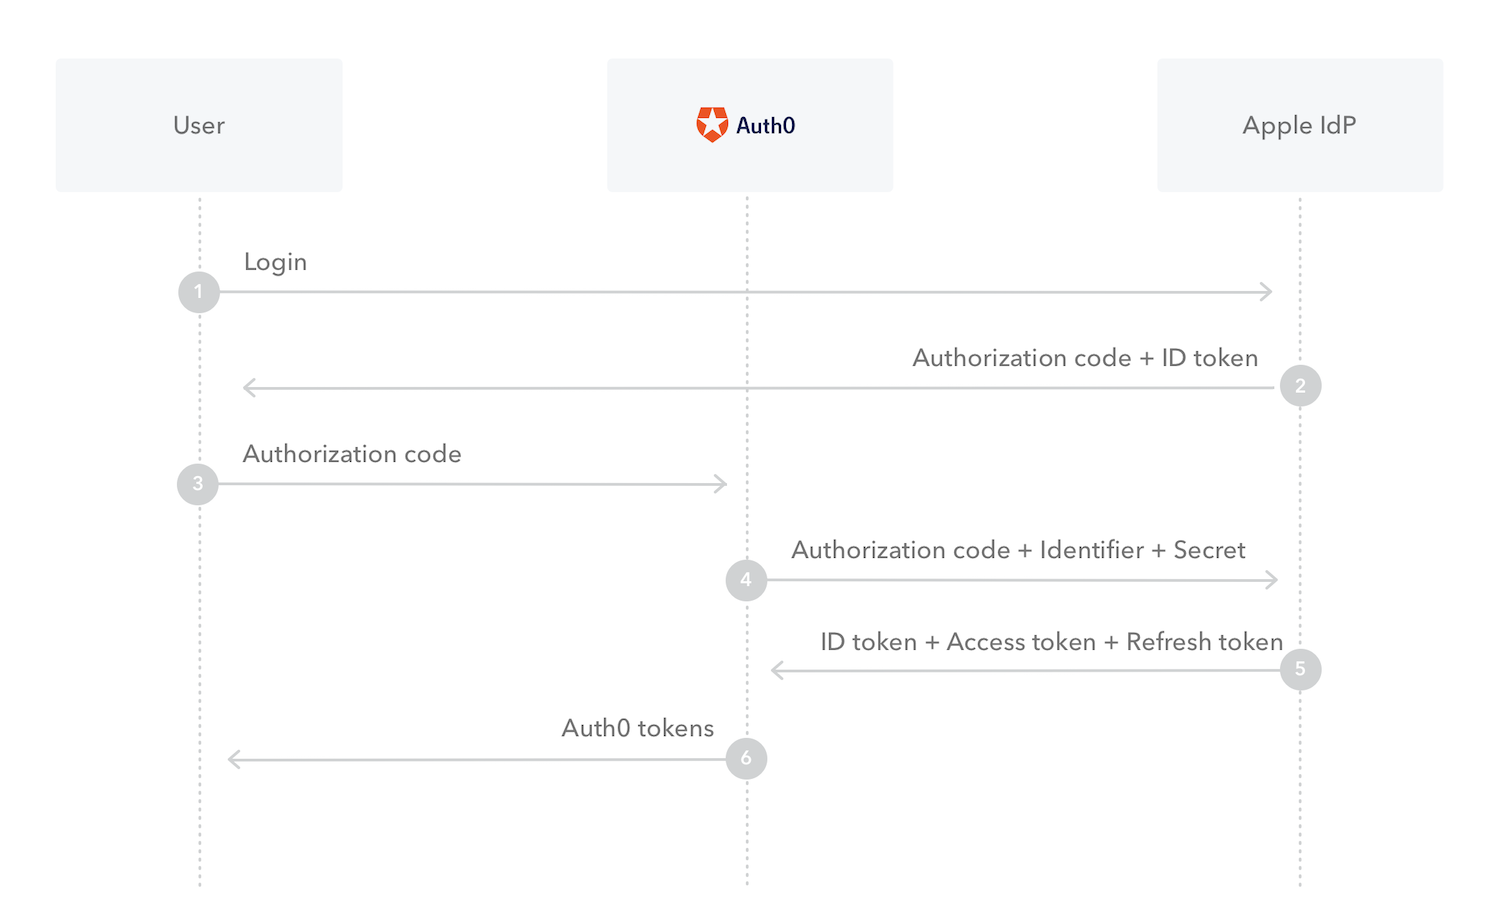 User
Auth0
Apple IdP
Login
1
Authorization code + ID token
2
Authorization code
3
Authorization code + Identifier + Secret
4
ID token + Access token + Refresh token
5
Auth0 tokens
6